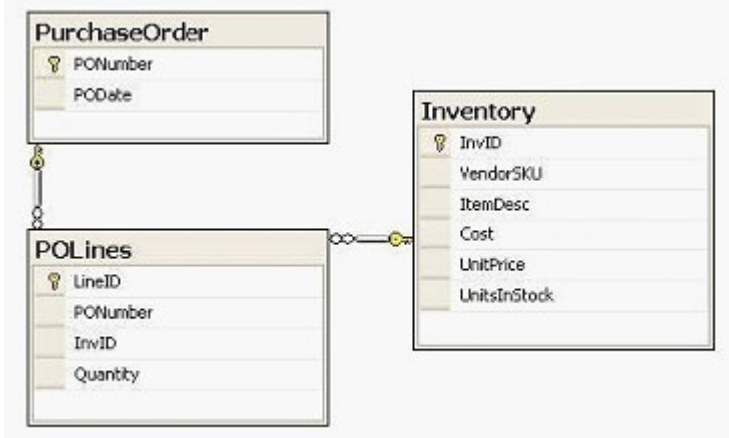 PurchaseOrder
PONumber
PODate
Inventory
InvID
VendorSKU
ItemDesc
Cost
UnitPrice
UnitsInStock
POLines
LineID
PONumber
InvID
Quantity